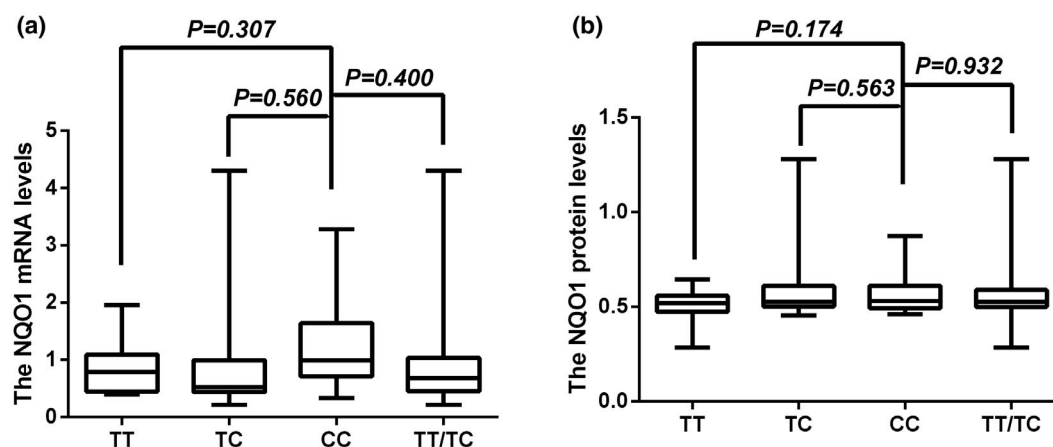 (a)
P=0.307
P=0.560
P=0.400
The NQO1 mRNA levels
5
4
3
2
1
0
TT TC CC TT/TC
(b)
P=0.174
P=0.932
P=0.563
The NQO1 protein levels
1.5
1.0
0.5
0.0
TT TC CC TT/TC